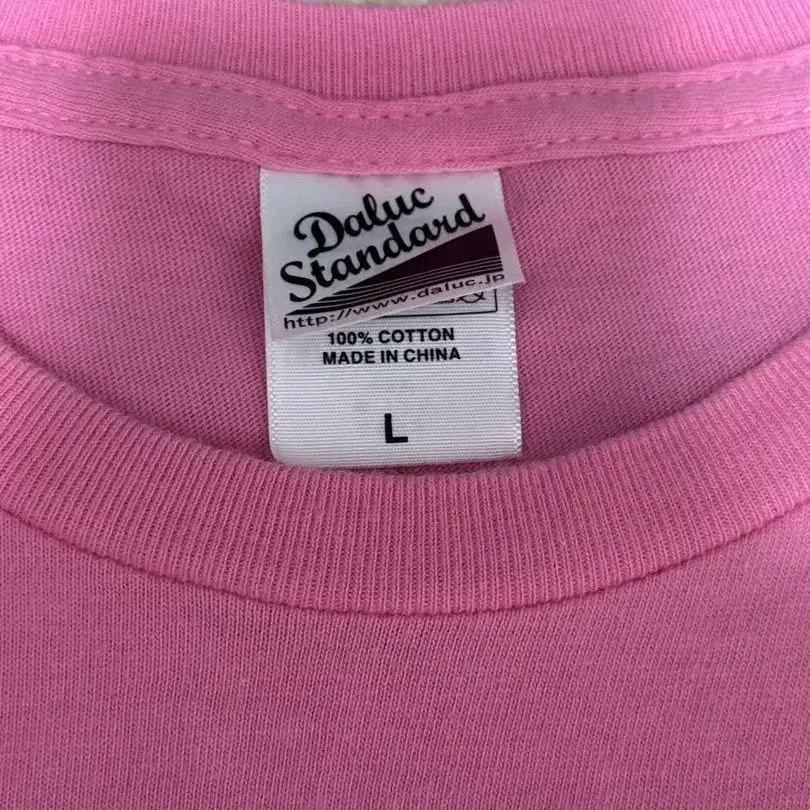 Daluc
Standard
http://www.daluc.jp
100% COTTON
MADE IN CHINA
L